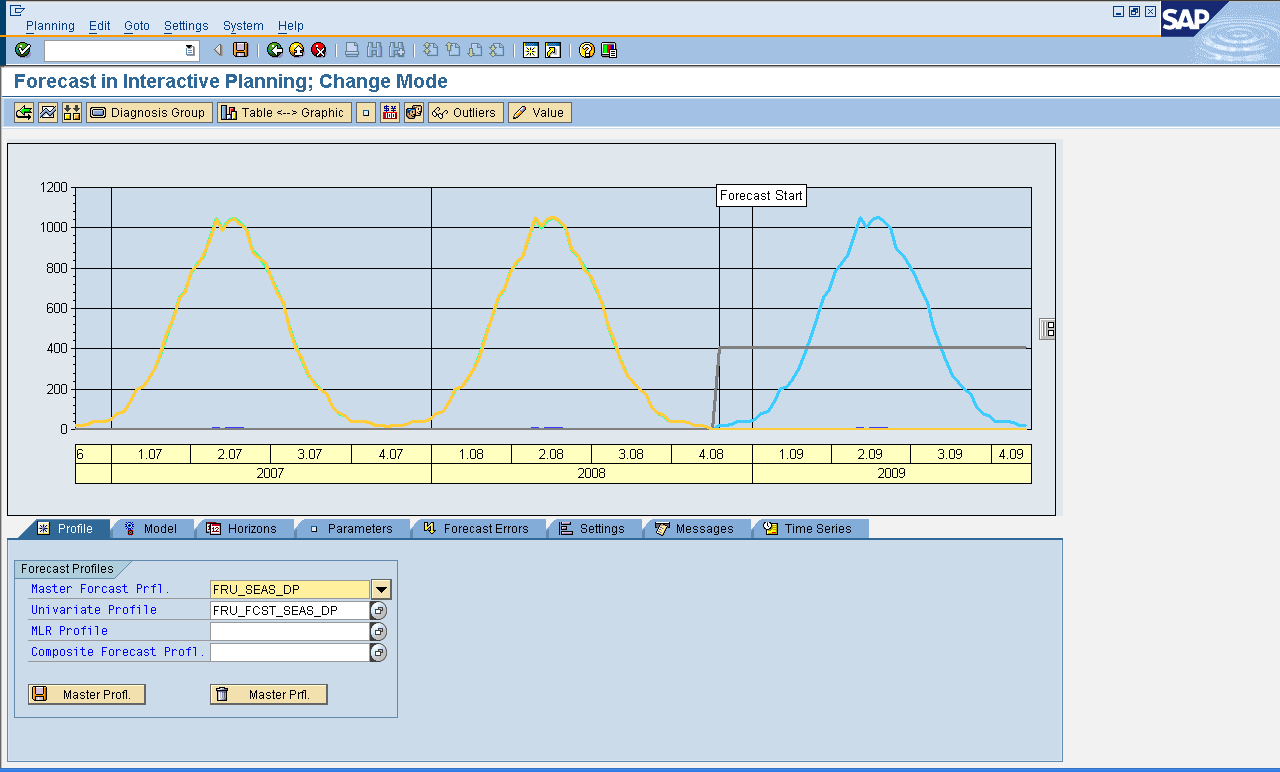 Planning Edit Goto Settings System Help
SAP
Forecast in Interactive Planning; Change Mode
Diagnosis Group Table <--> Graphic Outliers Value
1200
Forecast Start
1000
800
600
400
200
0
6 1.07 2.07 3.07 4.07 1.08 2.08 3.08 4.08 1.09 2.09 3.09 4.09
2007 2008 2009
Profile Model Horizons Parameters Forecast Errors Settings Messages Time Series
Forecast Profiles
Master Forcast Prfl. FRU_SEAS_DP
Univariate Profile FRU_FCST_SEAS_DP
MLR Profile
Composite Forecast Profl.
Master Profl. Master Prfl.